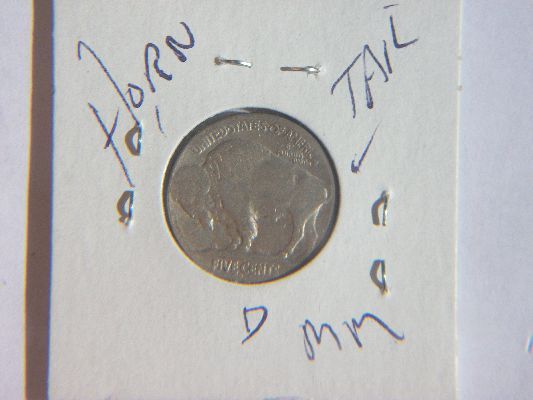 HORN
TAIL
UNITED STATES OF AMERICA
FIVE CENTS
D MM